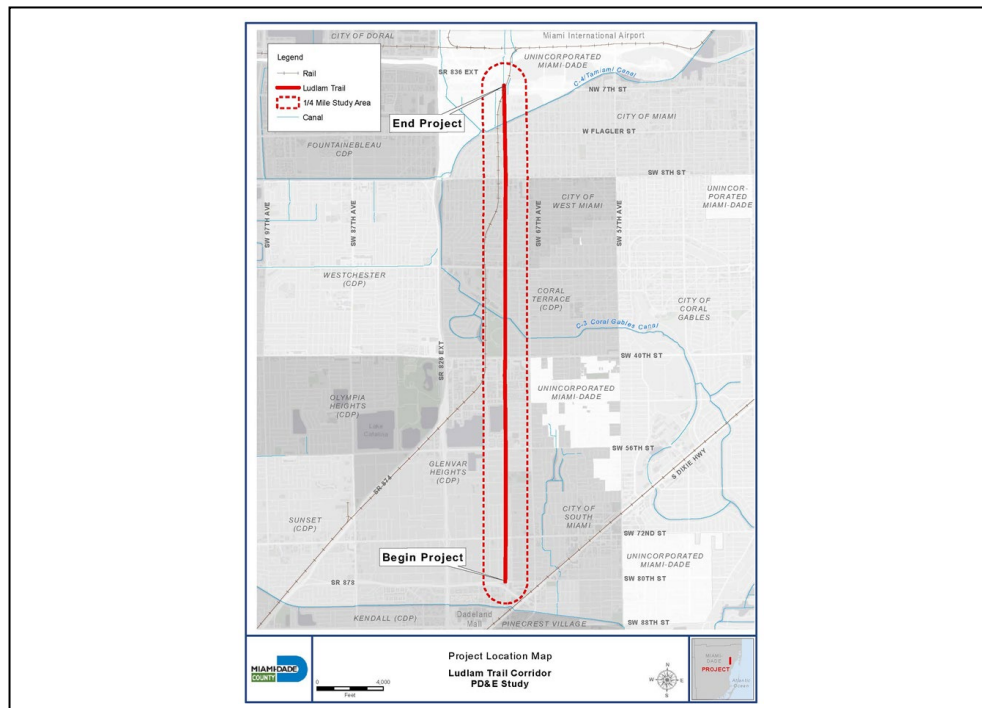 CITY OF DORAL
Miami International Airport
Legend
Rail
Ludlam Trail
1/4 Mile Study Area
Canal
SR 836 EXT
UNINCORPORATED
MIAMI-DADE
C-4/Tamiami Canal
NW 7TH ST
End Project
CITY OF MIAMI
W FLAGLER ST
FOUNTAINEBLEAU
CDP
SW 8TH ST
SW 97TH AVE
SW 87TH AVE
CITY OF
WEST MIAMI
SW 67TH AVE
SW 57TH AVE
UNINCOR-
PORATED
MIAMI-DADE
WESTCHESTER
(CDP)
CORAL
TERRACE
(CDP)
CITY OF
CORAL
GABLES
C-3 Coral Gables Canal
SR 826 EXT
SW 40TH ST
OLYMPIA
HEIGHTS
(CDP)
UNINCORPORATED
MIAMI-DADE
Lake
SW 56TH ST
GLENVAR
HEIGHTS
(CDP)
S DIXIE HWY
SR 874
SUNSET
(CDP)
CITY OF
SOUTH
MIAMI
SW 72ND ST
Begin Project
UNINCORPORATED
MIAMI-DADE
SR 878
SW 80TH ST
KENDALL (CDP)
Dadeland
Mall
PINECREST VILLAGE
SW 88TH ST
MIAMI-DADE
COUNTY
0 4,000
Feet
Project Location Map
Ludlam Trail Corridor
PD&E Study
N
W E
S
MIAMI-
DADE
PROJECT
Atlantic
Ocean